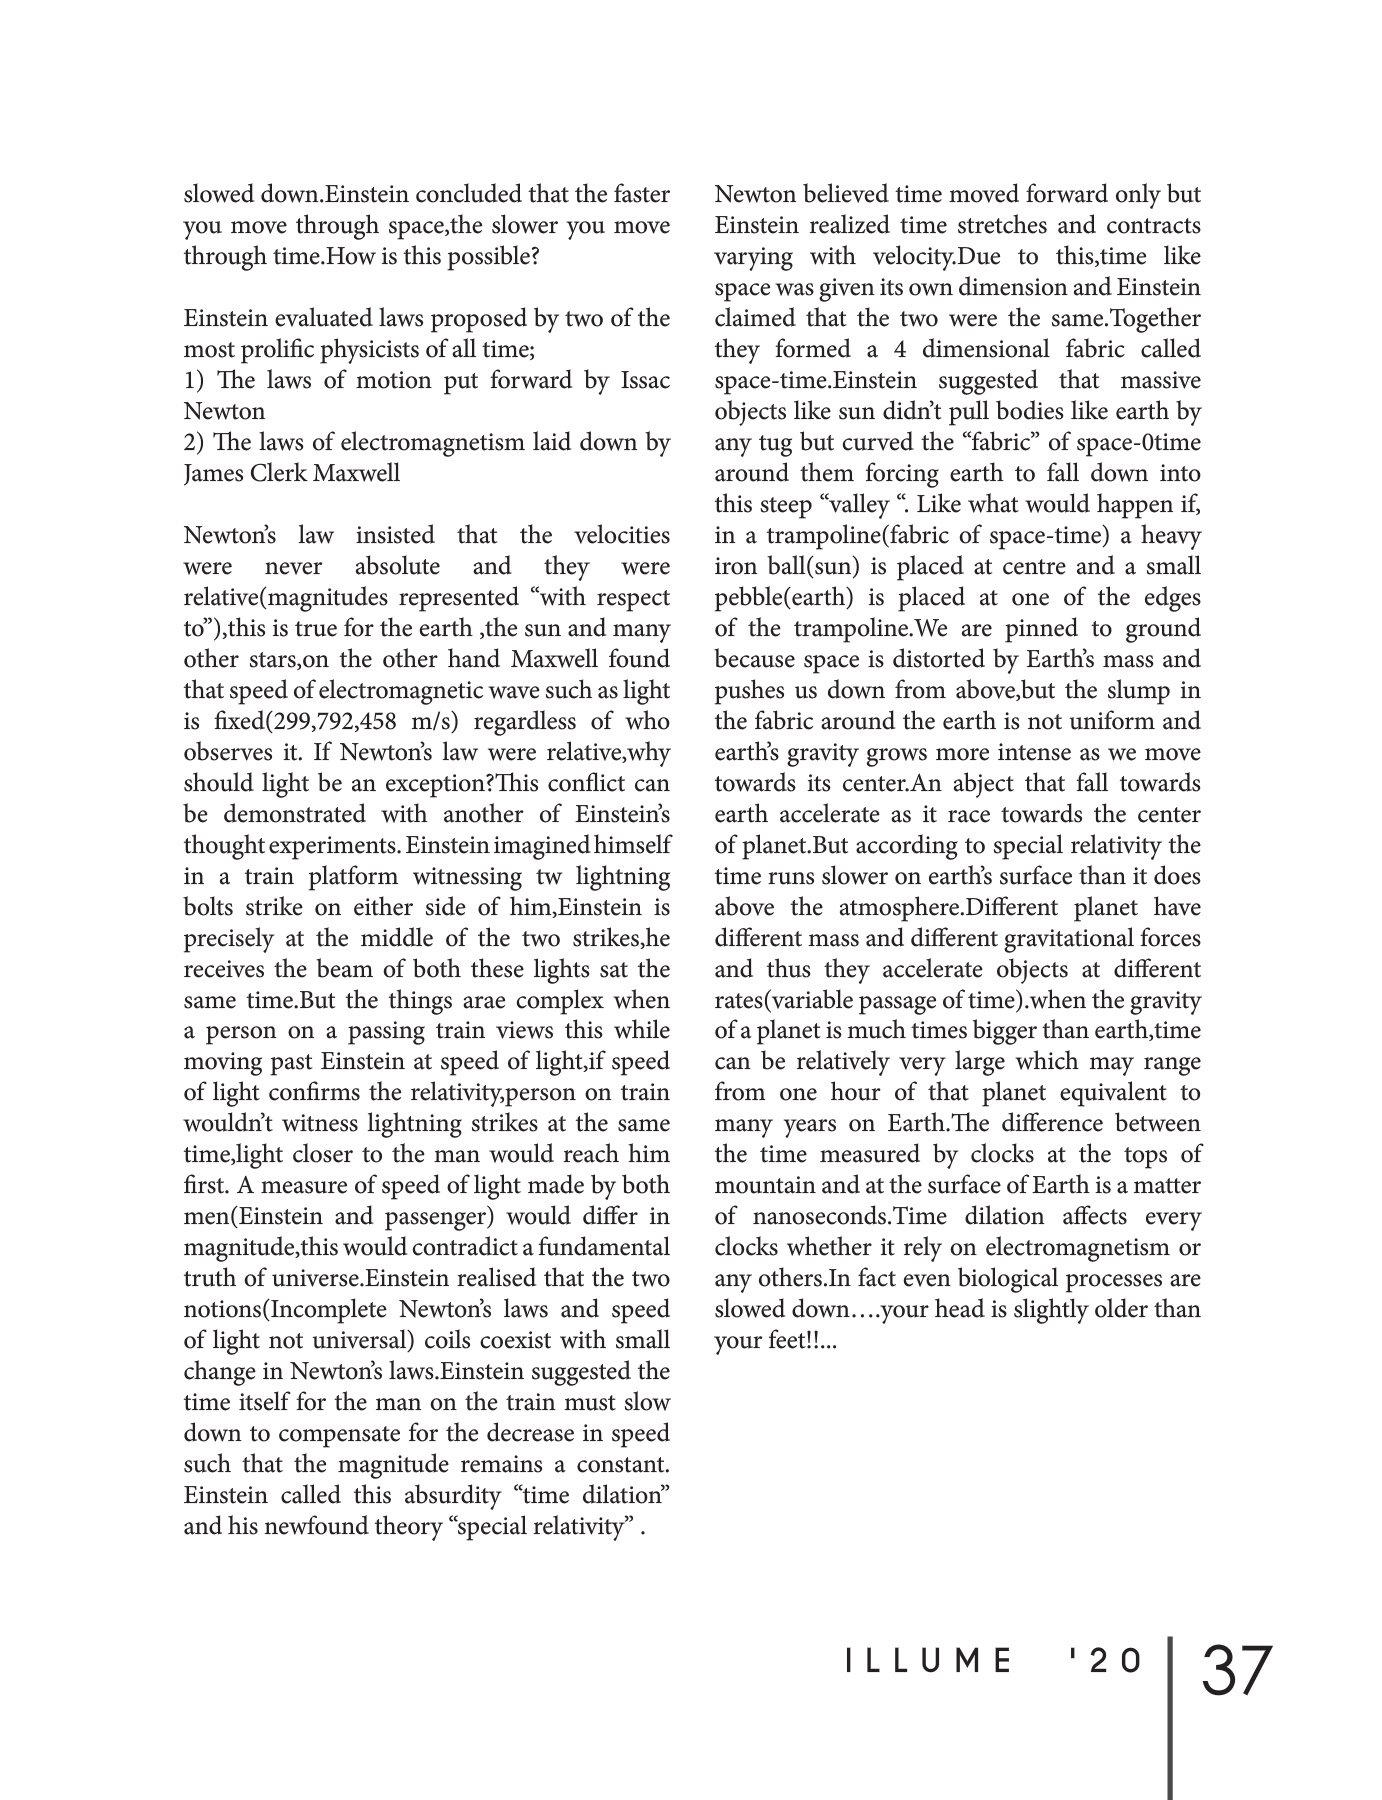 slowed down.Einstein concluded that the faster
you move through space,the slower you move
through time.How is this possible?
Einstein evaluated laws proposed by two of the
most prolific physicists of all time;
1) The laws of motion put forward by Issac
Newton
2) The laws of electromagnetism laid down by
James Clerk Maxwell
Newton’s law insisted that the velocities
were never absolute and they were
relative(magnitudes represented “with respect
to”),this is true for the earth ,the sun and many
other stars,on the other hand Maxwell found
that speed of electromagnetic wave such as light
is fixed(299,792,458 m/s) regardless of who
observes it. If Newton’s law were relative,why
should light be an exception?This conflict can
be demonstrated with another of Einstein’s
thought experiments. Einstein imagined himself
in a train platform witnessing tw lightning
bolts strike on either side of him,Einstein is
precisely at the middle of the two strikes,he
receives the beam of both these lights sat the
same time.But the things arae complex when
a person on a passing train views this while
moving past Einstein at speed of light,if speed
of light confirms the relativity,person on train
wouldn’t witness lightning strikes at the same
time,light closer to the man would reach him
first. A measure of speed of light made by both
men(Einstein and passenger) would differ in
magnitude,this would contradict a fundamental
truth of universe.Einstein realised that the two
notions(Incomplete Newton’s laws and speed
of light not universal) coils coexist with small
change in Newton’s laws.Einstein suggested the
time itself for the man on the train must slow
down to compensate for the decrease in speed
such that the magnitude remains a constant.
Einstein called this absurdity “time dilation”
and his newfound theory “special relativity” .
Newton believed time moved forward only but
Einstein realized time stretches and contracts
varying with velocity.Due to this,time like
space was given its own dimension and Einstein
claimed that the two were the same.Together
they formed a 4 dimensional fabric called
space-time.Einstein suggested that massive
objects like sun didn’t pull bodies like earth by
any tug but curved the “fabric” of space-0time
around them forcing earth to fall down into
this steep “valley “. Like what would happen if,
in a trampoline(fabric of space-time) a heavy
iron ball(sun) is placed at centre and a small
pebble(earth) is placed at one of the edges
of the trampoline.We are pinned to ground
because space is distorted by Earth’s mass and
pushes us down from above,but the slump in
the fabric around the earth is not uniform and
earth’s gravity grows more intense as we move
towards its center.An abject that fall towards
earth accelerate as it race towards the center
of planet.But according to special relativity the
time runs slower on earth’s surface than it does
above the atmosphere.Different planet have
different mass and different gravitational forces
and thus they accelerate objects at different
rates(variable passage of time).when the gravity
of a planet is much times bigger than earth,time
can be relatively very large which may range
from one hour of that planet equivalent to
many years on Earth.The difference between
the time measured by clocks at the tops of
mountain and at the surface of Earth is a matter
of nanoseconds.Time dilation affects every
clocks whether it rely on electromagnetism or
any others.In fact even biological processes are
slowed down….your head is slightly older than
your feet!!...
ILLUME '20 37